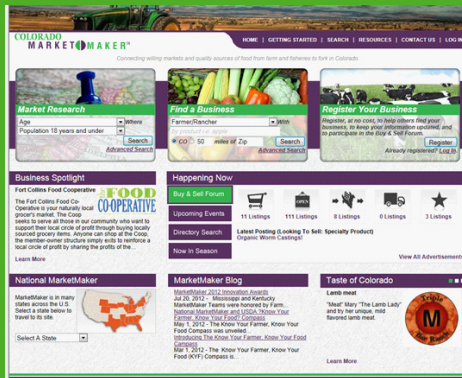 COLORADO
MARKET MAKER™
HOME | GETTING STARTED | SEARCH | RESOURCES | CONTACT US | LOG IN
Connecting willing markets and quality sources of food from farm and fisheries to fork in Colorado.
Market Research
Age Where
Population 18 years and under
Search
Advanced Search
Find a Business
Farmer/Rancher With
by product i.e. apple
CO 50 miles of Zip Search
Advanced Search
Register Your Business
Register, at no cost, to help others find your
business, to keep your information updated, and
to participate in the Buy & Sell Forum.
Register
Already registered? Log In
Business Spotlight
Fort Collins Food Cooperative
The Fort Collins Food Co-
Operative is your naturally local
grocer's market. The Coop
seeks to serve all those in our community who want to
support their local circle of profit through buying locally
sourced grocery items. Anyone can shop at the Coop,
the member-owner structure simply exits to reinforce a
local circle of profit by sharing the profits of the...
Learn More
FOOD
CO-OPERATIVE
Happening Now
Buy & Sell Forum
Upcoming Events
Directory Search
Now In Season
OPEN
11 Listings 111 Listings 8 Listings 0 Listings 3 Listings
Latest Posting (Looking To Sell: Specialty Product)
Organic Worm Castings!
View All Advertisement
National MarketMaker
MarketMaker is in many
states across the U.S.
Select a state below to
travel to its site.
Select A State
MarketMaker Blog
MarketMaker 2012 Innovation Awards
Jul 20, 2012 - Mississippi and Kentucky
MarketMaker Teams were honored by Farm...
National MarketMaker and USDA ?Know Your
Farmer, Know Your Food? Compass
May 1, 2012 - The Know Your Farmer, Know Your
Food Compass was unveiled...
Introducing The Know Your Farmer, Know Your Food
Compass
Mar 1, 2012 - The Know Your Farmer, Know Your
Food (KYF) Compass is...
Taste of Colorado
Lamb meat
"Meat" Mary "The Lamb Lady"
and try her unique, mild
flavored lamb meat.
Triple
M
Bar Ranch
Learn More